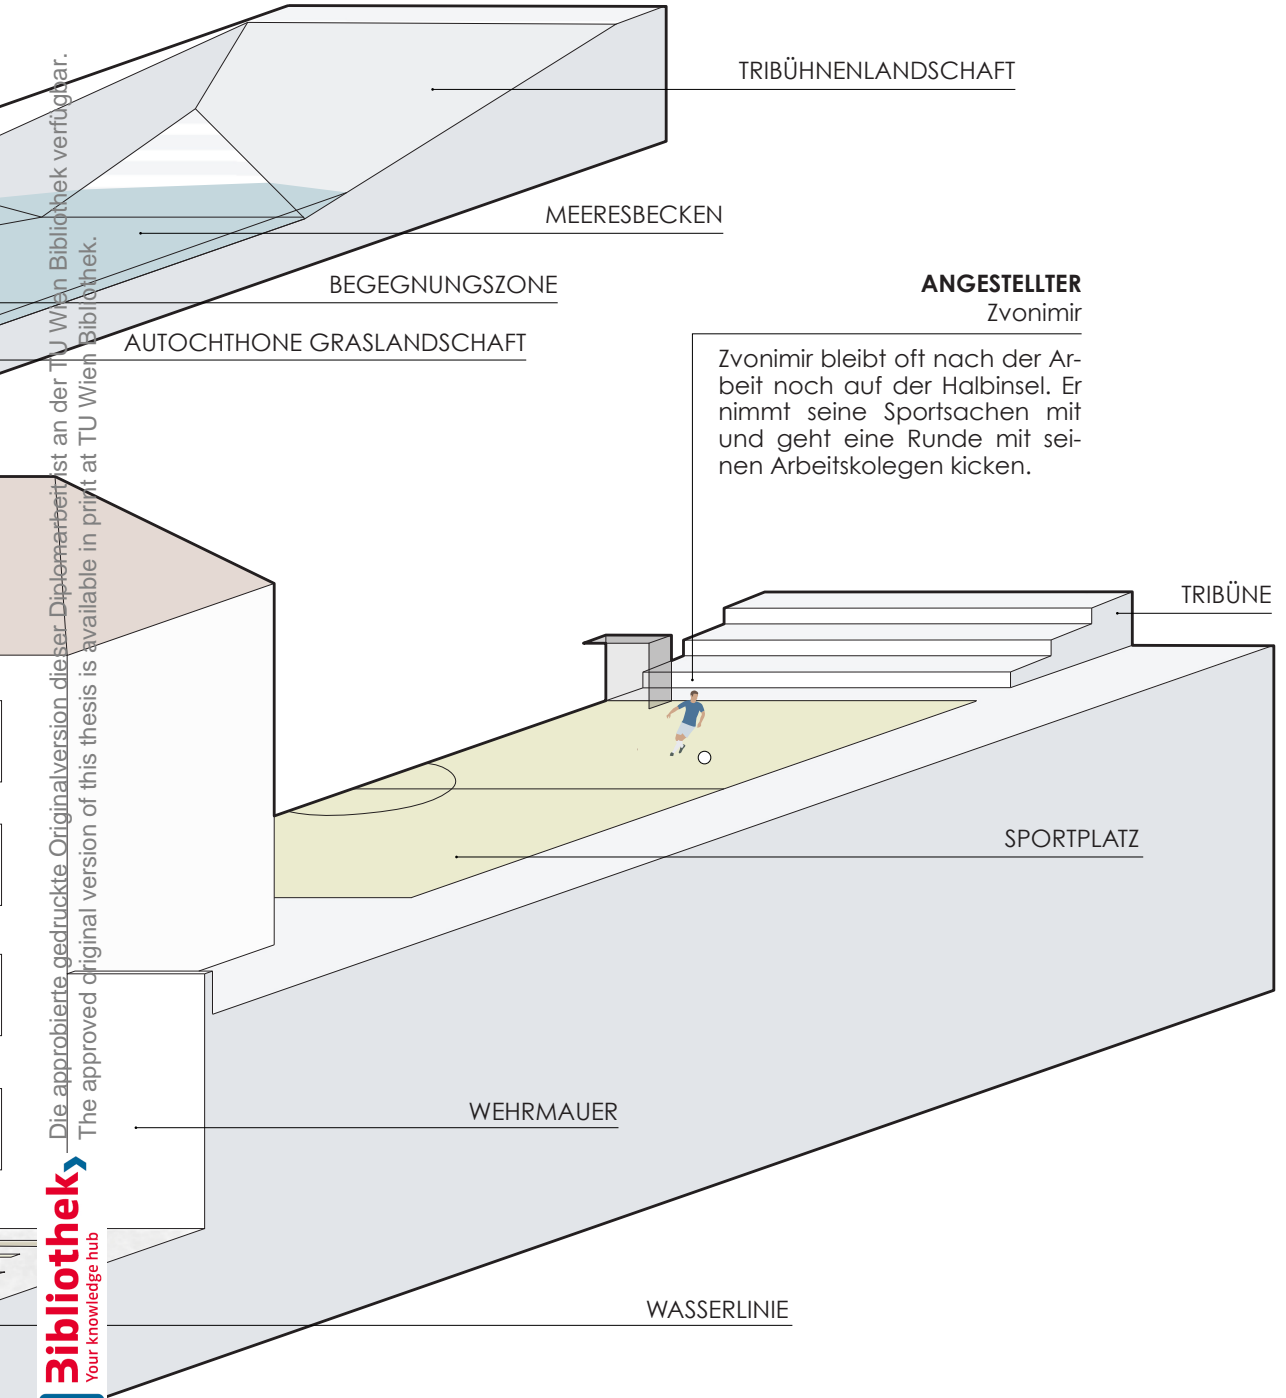 TRIBÜHNENLANDSCHAFT
MEERESBECKEN
BEGEGNUNGSZONE
AUTOCHTHONE GRASLANDSCHAFT
ANGESTELLTER
Zvonimir
Zvonimir bleibt oft nach der Ar-
beit noch auf der Halbinsel. Er
nimmt seine Sportsachen mit
und geht eine Runde mit sei-
nen Arbeitskolegen kicken.
TRIBÜNE
SPORTPLATZ
WEHRMAUER
WASSERLINIE
Die approbierte gedruckte Originalversion dieser Diplomarbeit ist an der TU Wien Bibliothek verfügbar.
The approved original version of this thesis is available in print at TU Wien Bibliothek.
Bibliothek
Your knowledge hub